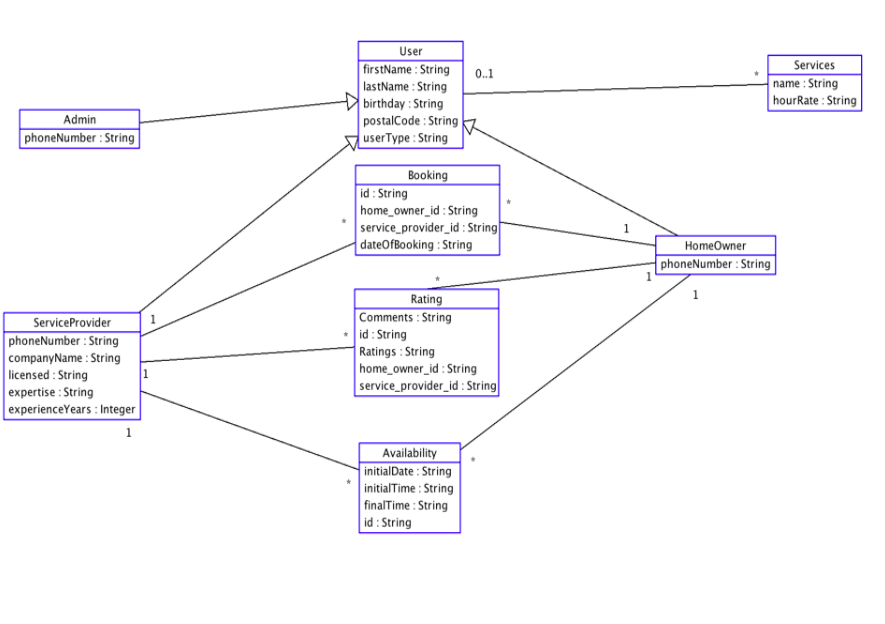 User
firstName : String
lastName : String
birthday : String
postalCode : String
userType : String
0..1
*
Services
name : String
hourRate : String
Admin
phoneNumber : String
Booking
id : String
home_owner_id : String
service_provider_id : String
dateOfBooking : String
*
*
1
HomeOwner
phoneNumber : String
1
1
*
Rating
Comments : String
id : String
Ratings : String
home_owner_id : String
service_provider_id : String
*
ServiceProvider
phoneNumber : String
companyName : String
licensed : String
expertise : String
experienceYears : Integer
1
1
1
Availability
initialDate : String
initialTime : String
finalTime : String
id : String
*
*